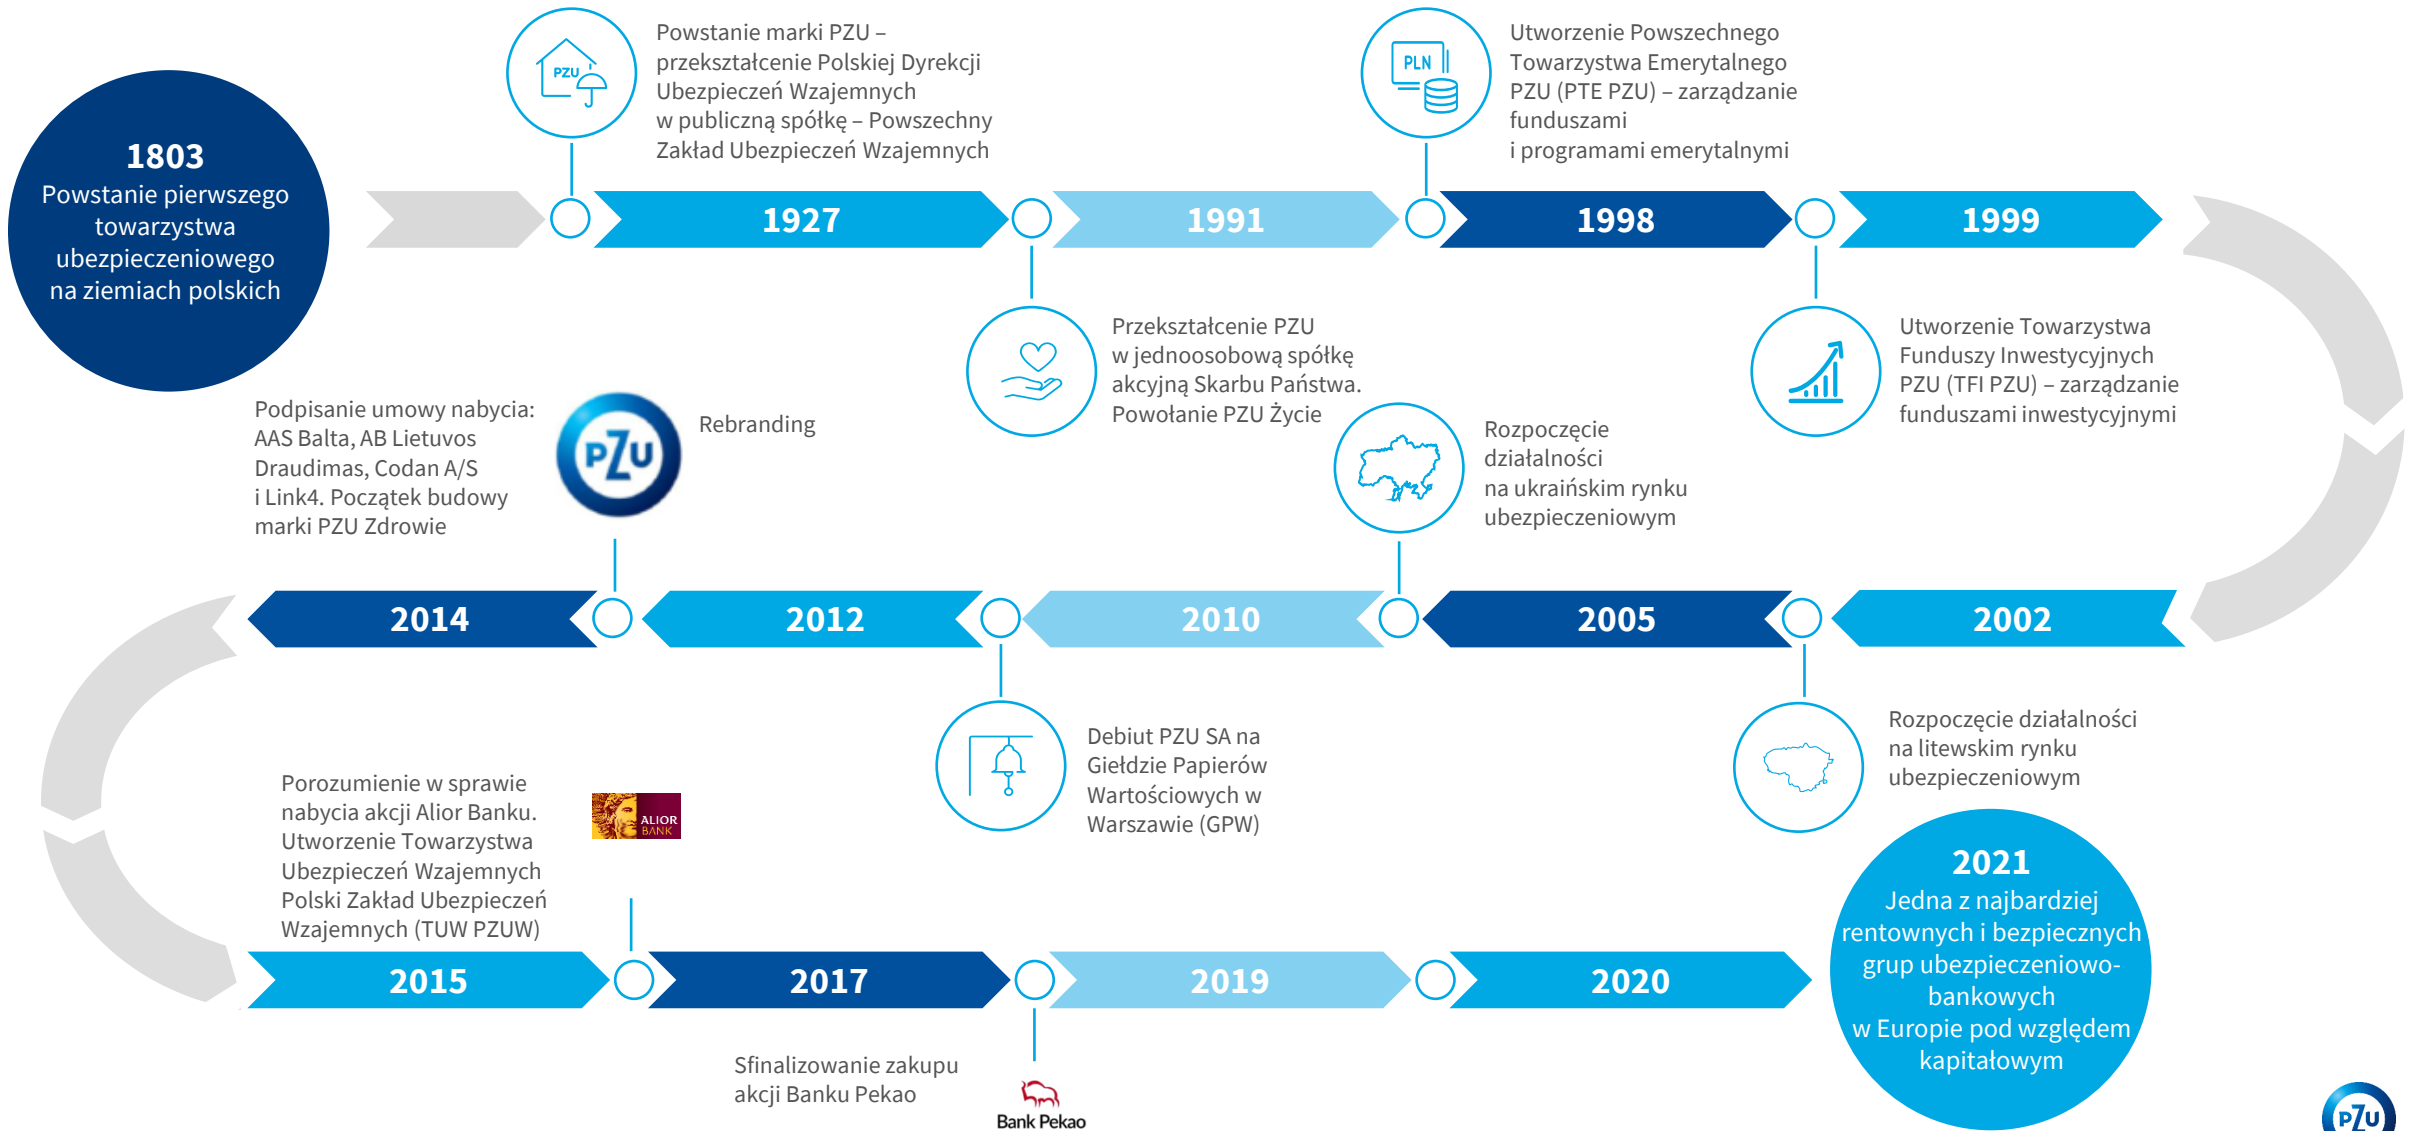 1803
Powstanie pierwszego
towarzystwa
ubezpieczeniowego
na ziemiach polskich
PZU
Powstanie marki PZU –
przekształcenie Polskiej Dyrekcji
Ubezpieczeń Wzajemnych
w publiczną spółkę – Powszechny
Zakład Ubezpieczeń Wzajemnych
PLN
Utworzenie Powszechnego
Towarzystwa Emerytalnego
PZU (PTE PZU) – zarządzanie
funduszami
i programami emerytalnymi
1927
1991
1998
1999
Przekształcenie PZU
w jednoosobową spółkę
akcyjną Skarbu Państwa.
Powołanie PZU Życie
Utworzenie Towarzystwa
Funduszy Inwestycyjnych
PZU (TFI PZU) – zarządzanie
funduszami inwestycyjnymi
Podpisanie umowy nabycia:
AAS Balta, AB Lietuvos
Draudimas, Codan A/S
i Link4. Początek budowy
marki PZU Zdrowie
PZU
Rebranding
Rozpoczęcie
działalności
na ukraińskim rynku
ubezpieczeniowym
2014
2012
2010
2005
2002
Debiut PZU SA na
Giełdzie Papierów
Wartościowych w
Warszawie (GPW)
Rozpoczęcie działalności
na litewskim rynku
ubezpieczeniowym
Porozumienie w sprawie
nabycia akcji Alior Banku.
Utworzenie Towarzystwa
Ubezpieczeń Wzajemnych
Polski Zakład Ubezpieczeń
Wzajemnych (TUW PZUW)
ALIOR
BANK
2015
2017
2019
2020
2021
Jedna z najbardziej
rentownych i bezpiecznych
grup ubezpieczeniowo-
bankowych
w Europie pod względem
kapitałowym
Sfinalizowanie zakupu
akcji Banku Pekao
Bank Pekao
PZU